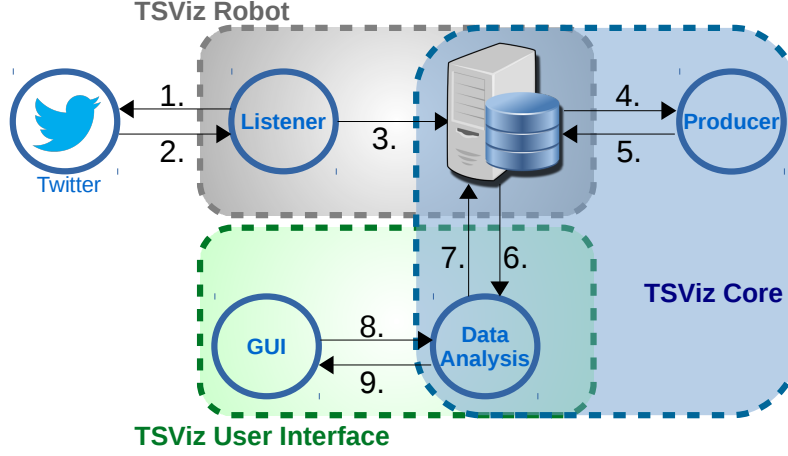 TSViz Robot
1.
2.
Listener
3.
4.
5.
Producer
Twitter
7.
6.
TSViz Core
GUI
8.
9.
Data
Analysis
TSViz User Interface